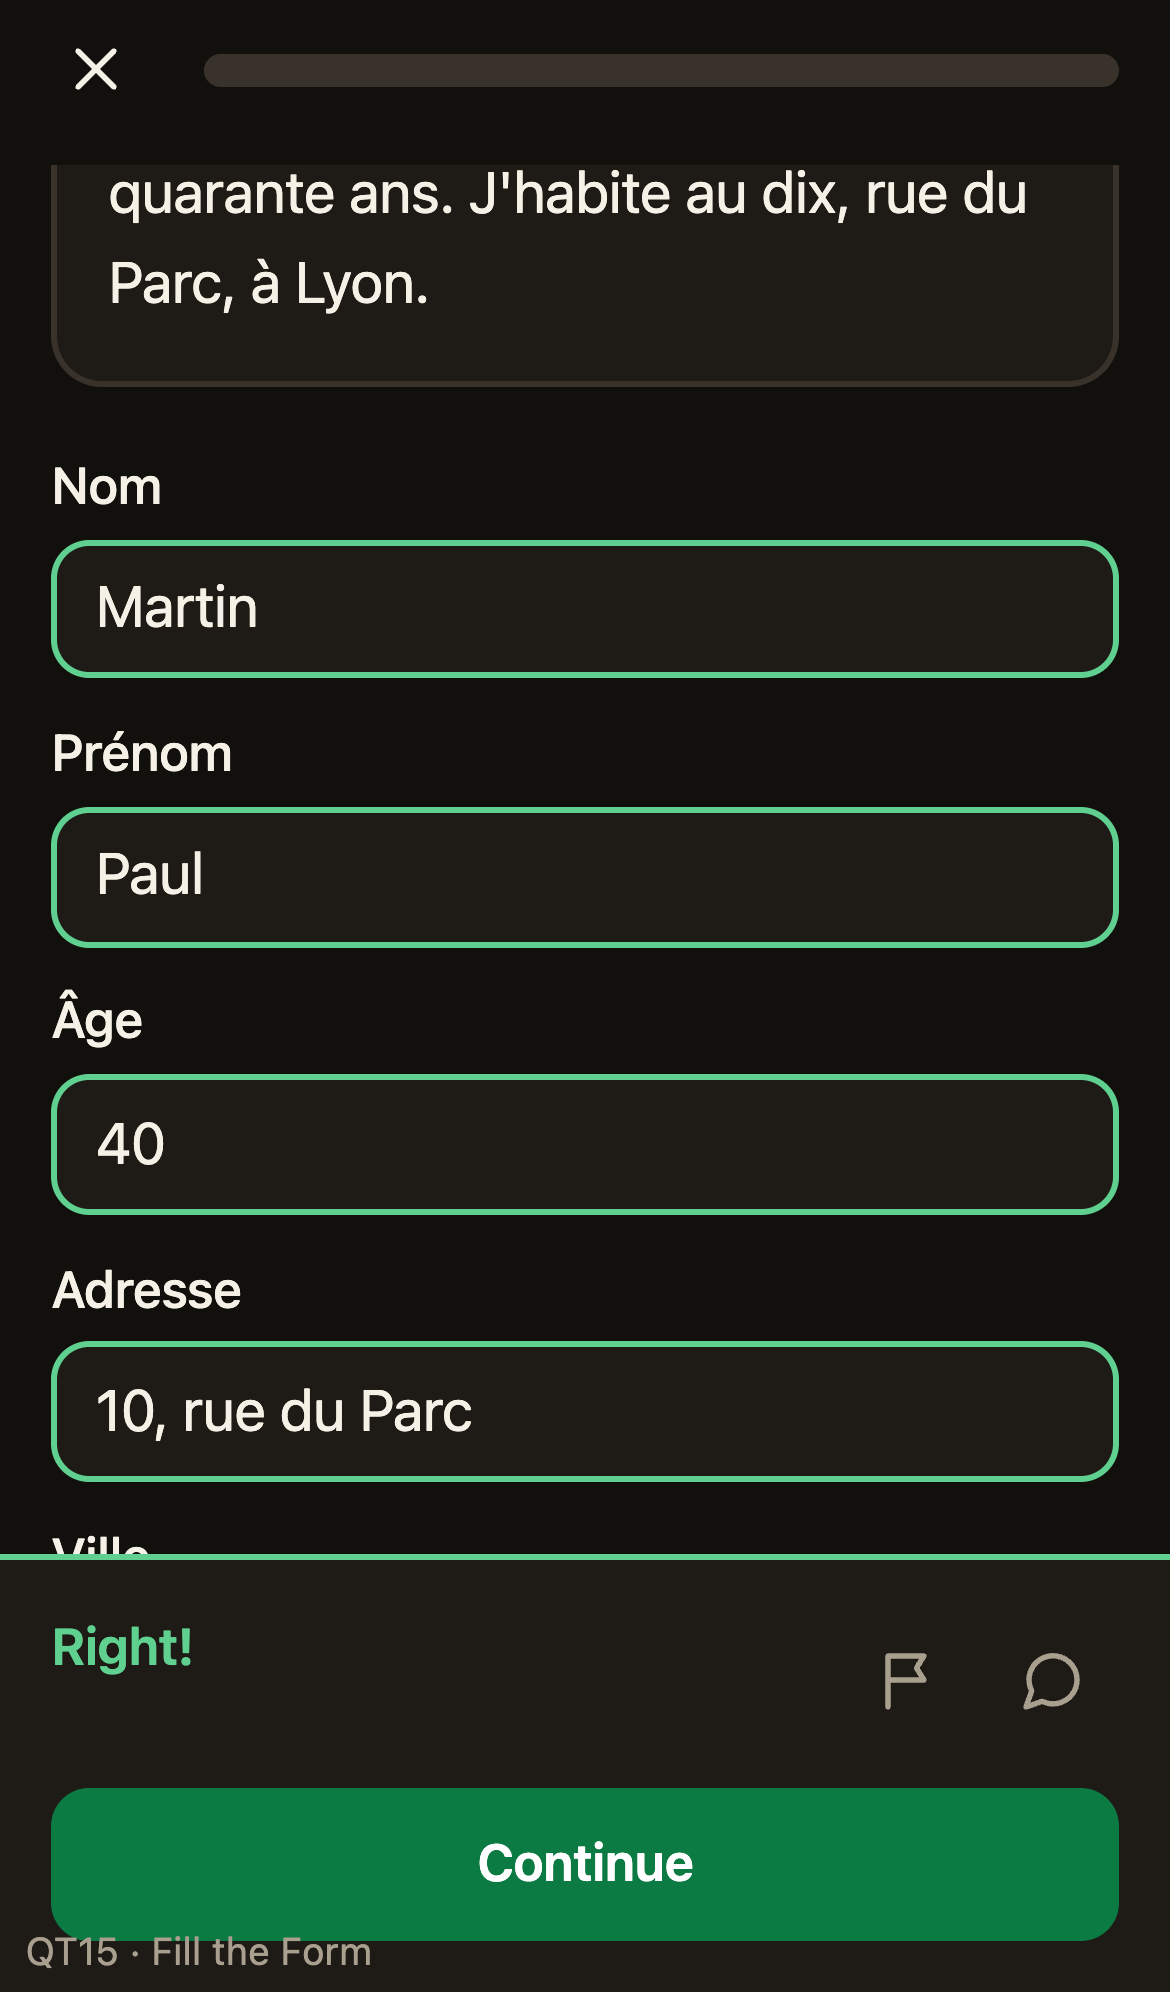 quarante ans. J'habite au dix, rue du
Parc, à Lyon.
Nom
Martin
Prénom
Paul
Âge
40
Adresse
10, rue du Parc
Ville
Right!
Continue
QT15 · Fill the Form